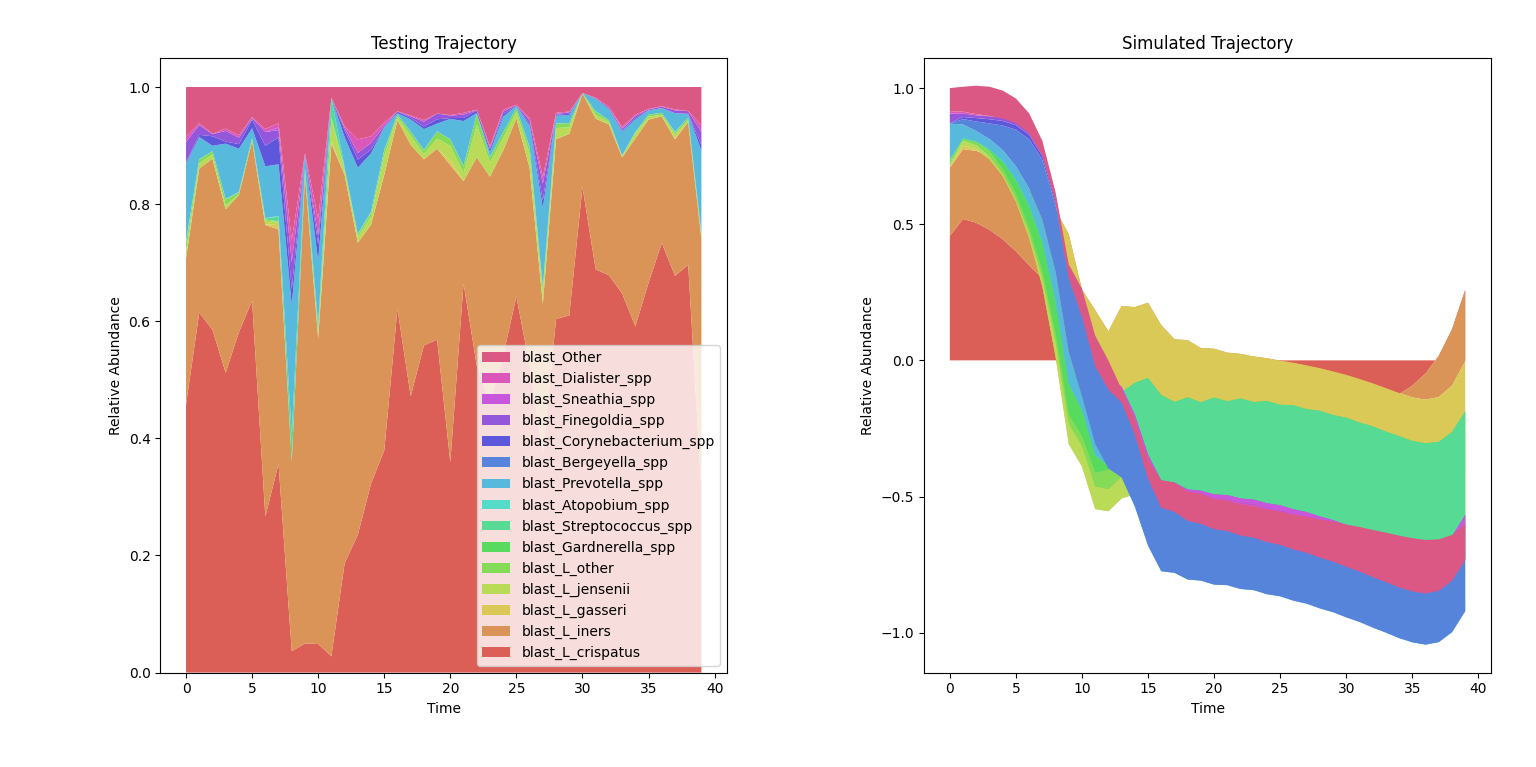 Testing Trajectory
1.0
0.8
0.6
0.4
0.2
0.0
Relative Abundance
0
5
10
15
20
25
30
35
40
Time
blast_Other
blast_Dialister_spp
blast_Sneathia_spp
blast_Finegoldia_spp
blast_Corynebacterium_spp
blast_Bergeyella_spp
blast_Prevotella_spp
blast_Atopobium_spp
blast_Streptococcus_spp
blast_Gardnerella_spp
blast_L_other
blast_L_jensenii
blast_L_gasseri
blast_L_iners
blast_L_crispatus
Simulated Trajectory
1.0
0.5
0.0
−0.5
−1.0
Relative Abundance
0
5
10
15
20
25
30
35
40
Time